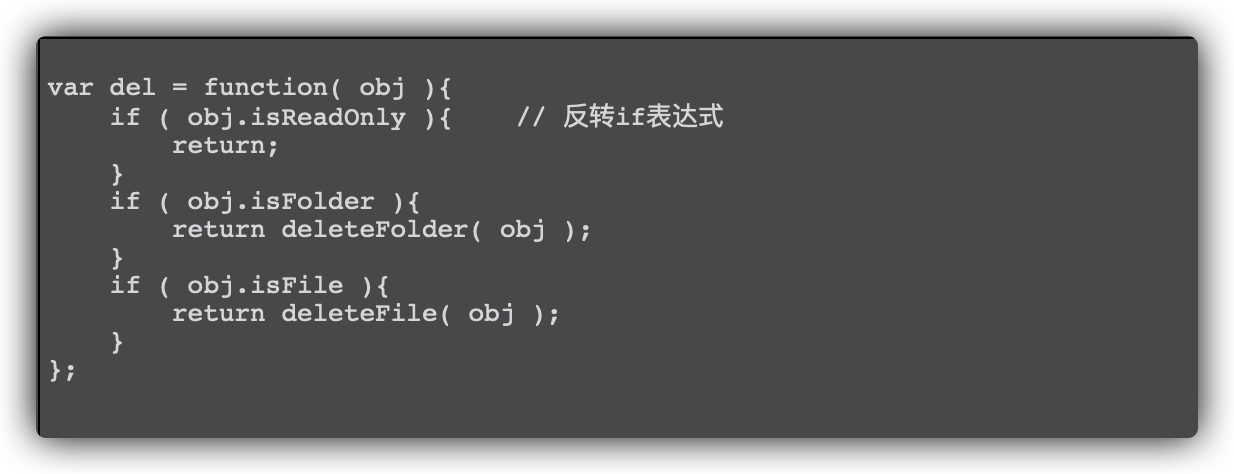 var del = function( obj ){
    if ( obj.isReadOnly ){    // 反转if表达式
        return;
    }
    if ( obj.isFolder ){
        return deleteFolder( obj );
    }
    if ( obj.isFile ){
        return deleteFile( obj );
    }
};